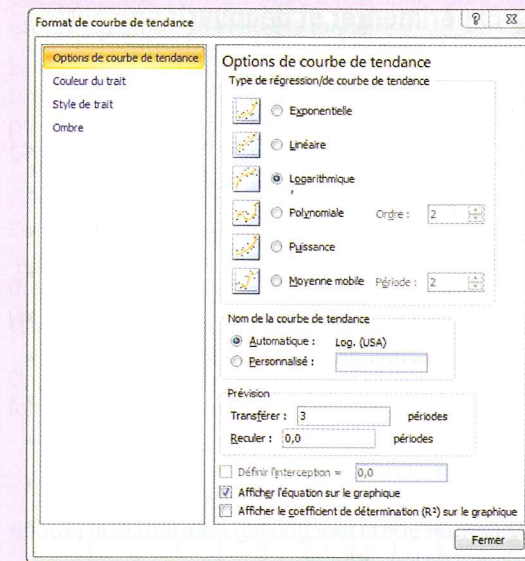 Format de courbe de tendance
Options de courbe de tendance
Couleur du trait
Style de trait
Ombre
Options de courbe de tendance
Type de régression/de courbe de tendance
Exponentielle
Linéaire
Logarithmique
Polynomiale Ordre : 2
Puissance
Moyenne mobile Période : 2
Nom de la courbe de tendance
Automatique : Log. (USA)
Personnalisé :
Prévision
Transférer : 3 périodes
Reculer : 0,0 périodes
Définir l'interception = 0,0
Afficher l'équation sur le graphique
Afficher le coefficient de détermination (R²) sur le graphique
Fermer